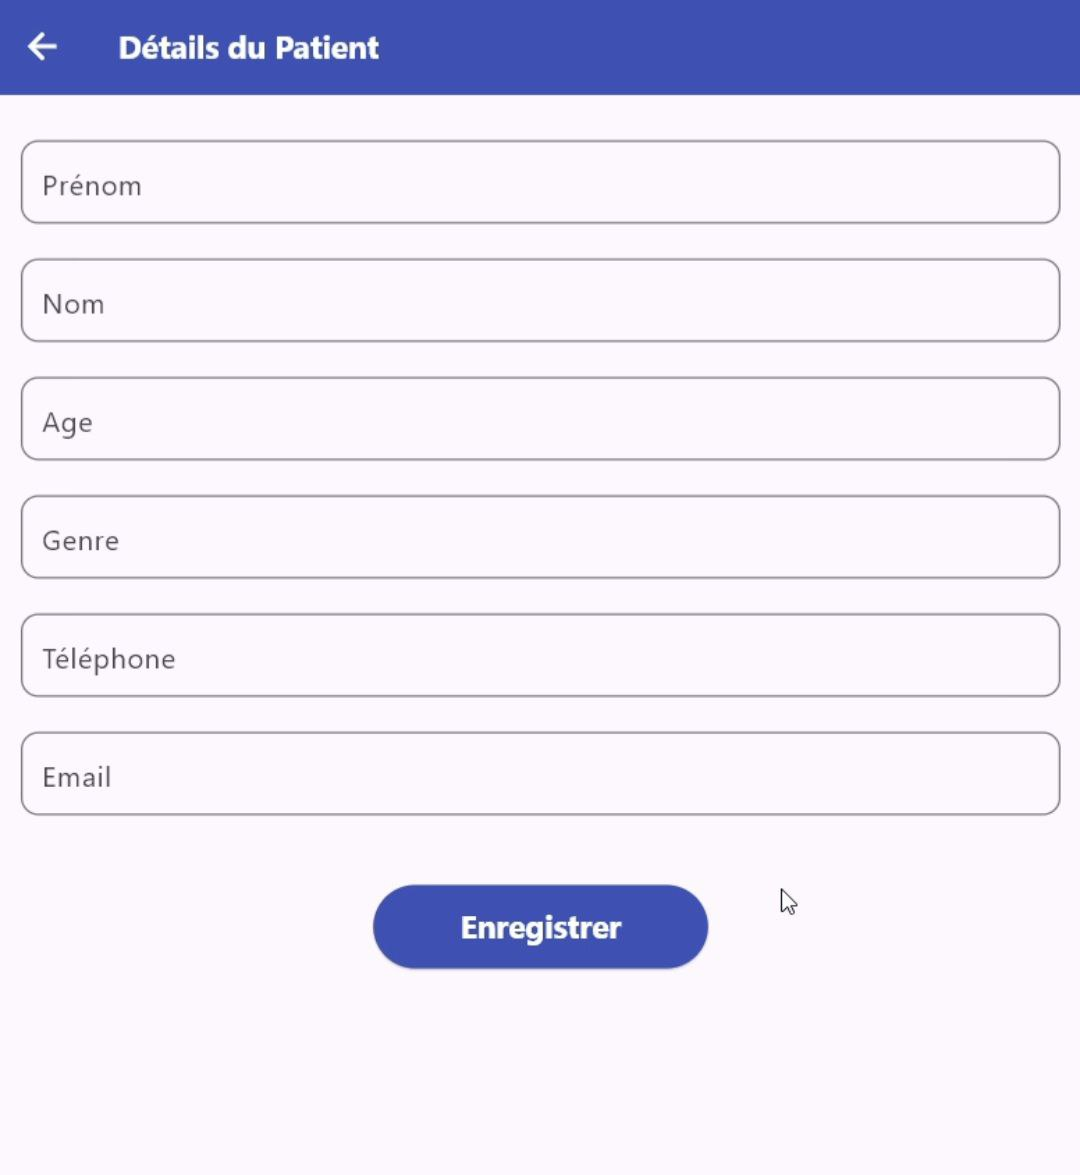 Détails du Patient
Prénom
Nom
Age
Genre
Téléphone
Email
Enregistrer